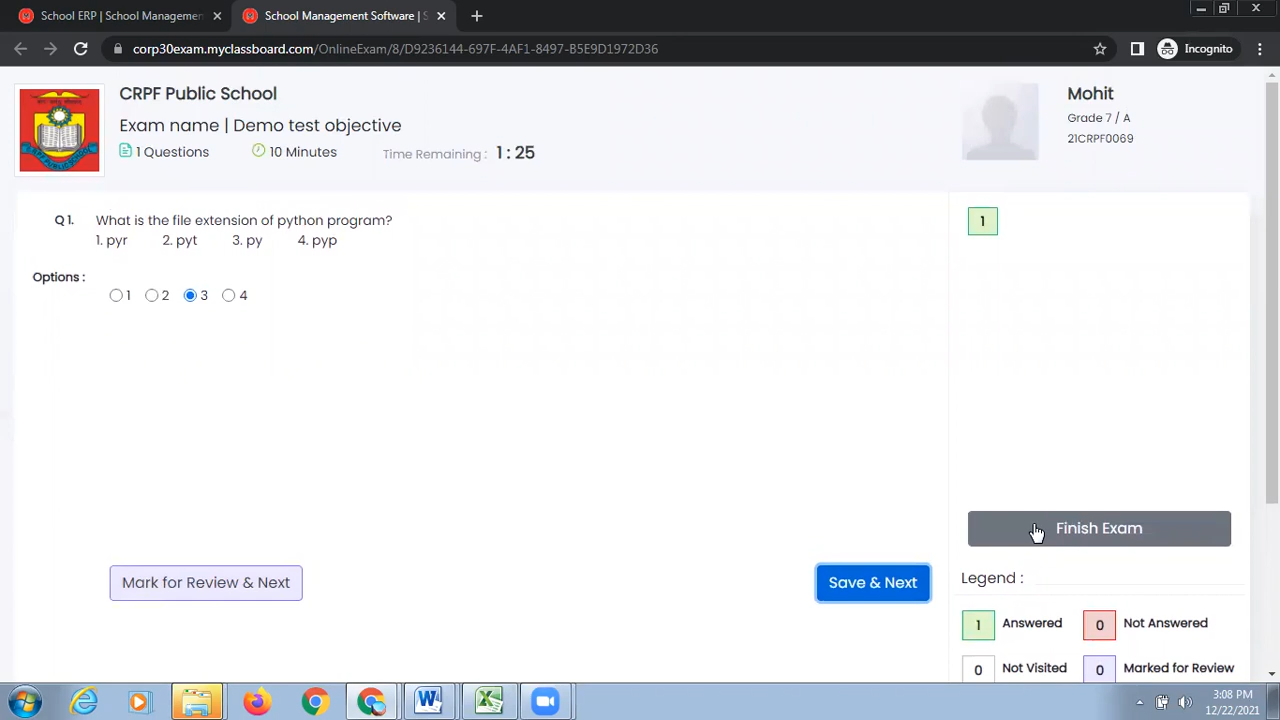 School ERP | School Management
School Management Software | S
corp30exam.myclassboard.com/OnlineExam/8/D9236144-697F-4AF1-8497-B5E9D1972D36
Incognito
CRPF Public School
Exam name | Demo test objective
1 Questions 10 Minutes Time Remaining : 1 : 25
Mohit
Grade 7 / A
21CRPF0069
Q 1. What is the file extension of python program?
1. pyr 2. pyt 3. py 4. pyp
Options :
1 2 3 4
1
Finish Exam
Mark for Review & Next
Save & Next
Legend :
1 Answered 0 Not Answered
0 Not Visited 0 Marked for Review
3:08 PM
12/22/2021